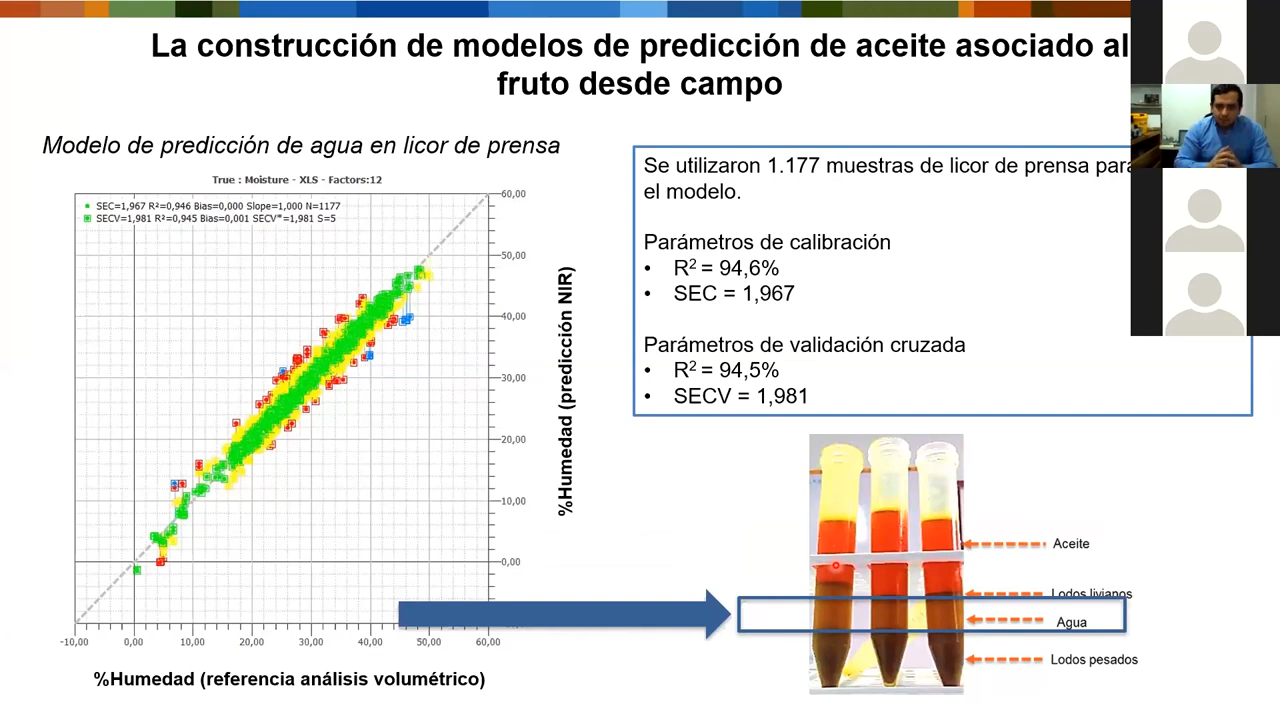 La construcción de modelos de predicción de aceite asociado al
fruto desde campo
Modelo de predicción de agua en licor de prensa
True : Moisture - XLS - Factors:12
SEC=1,967 R²=0,946 Bias=0,000 Slope=1,000 N=1177
SECV=1,981 R²=0,945 Bias=0,001 SECV*=1,981 S=5
60,00
50,00
40,00
30,00
20,00
10,00
0,00
-10,00 0,00 10,00 20,00 30,00 40,00 50,00 60,00
%Humedad (predicción NIR)
%Humedad (referencia análisis volumétrico)
Se utilizaron 1.177 muestras de licor de prensa para
el modelo.
Parámetros de calibración
• R² = 94,6%
• SEC = 1,967
Parámetros de validación cruzada
• R² = 94,5%
• SECV = 1,981
Aceite
Lodos livianos
Agua
Lodos pesados